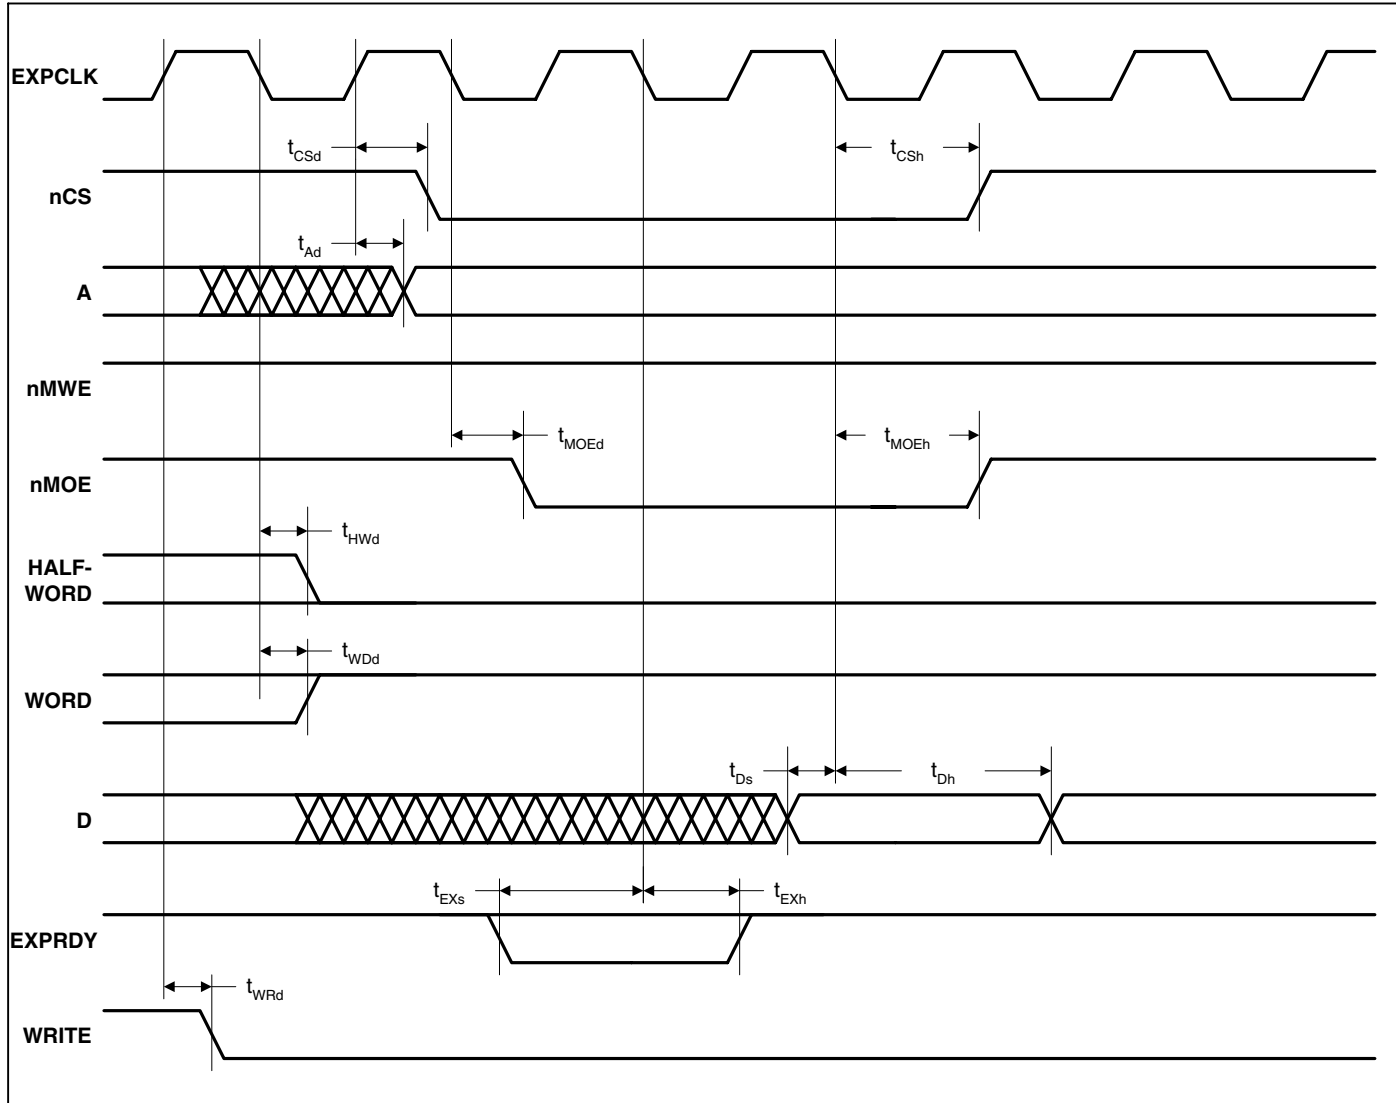 EXPCLK
tCSd
tCSh
nCS
tAd
A
nMWE
tMOEd
tMOEh
nMOE
tHWd
HALF-
WORD
tWDd
WORD
tDs
tDh
D
tEXs
tEXh
EXPRDY
tWRd
WRITE